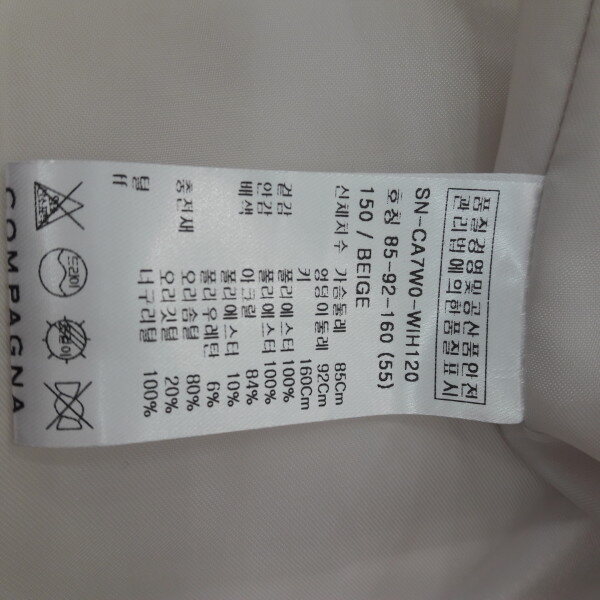 품질경영및공산품안전
관리법에의한품질표시
SN-CA7W0-WIH120
호칭 85-92-160 (55)
150 / BEIGE
신체치수 가슴둘레 85Cm
엉덩이둘레 92Cm
키 160Cm
겉감 폴리에스터 100%
안감 폴리에스터 100%
배색 아크릴 84%
폴리에스터 10%
폴리우레탄 6%
충전재 오리솜털 80%
오리깃털 20%
털 너구리털 100%
ff
드라이
COMPAGNA